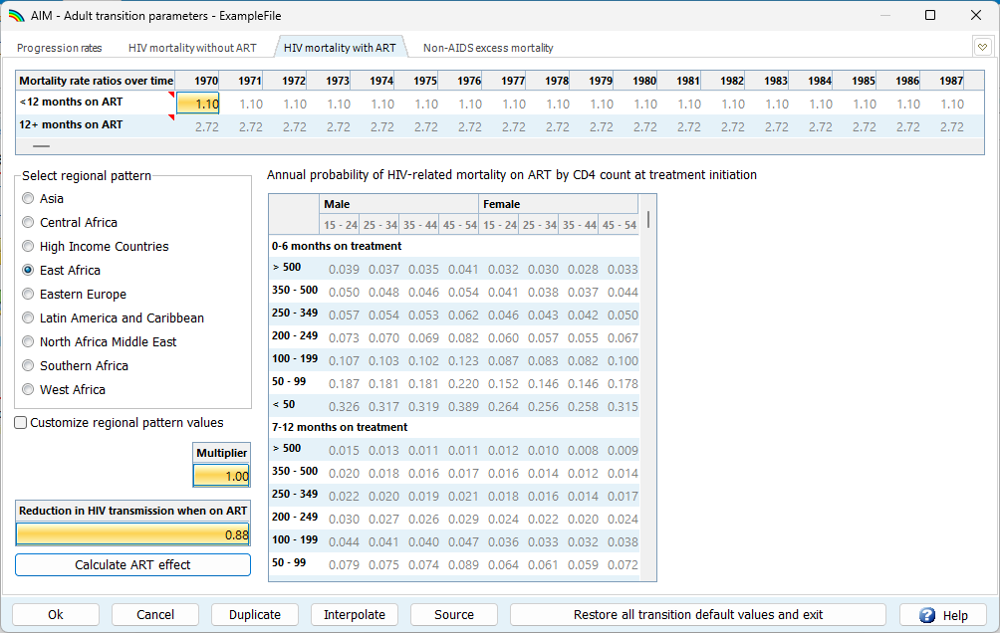 AIM - Adult transition parameters - ExampleFile
Progression rates HIV mortality without ART HIV mortality with ART Non-AIDS excess mortality
Mortality rate ratios over time 1970 1971 1972 1973 1974 1975 1976 1977 1978 1979 1980 1981 1982 1983 1984 1985 1986 1987
<12 months on ART 1.10 1.10 1.10 1.10 1.10 1.10 1.10 1.10 1.10 1.10 1.10 1.10 1.10 1.10 1.10 1.10 1.10 1.10
12+ months on ART 2.72 2.72 2.72 2.72 2.72 2.72 2.72 2.72 2.72 2.72 2.72 2.72 2.72 2.72 2.72 2.72 2.72 2.72
Select regional pattern
Asia
Central Africa
High Income Countries
East Africa
Eastern Europe
Latin America and Caribbean
North Africa Middle East
Southern Africa
West Africa
Customize regional pattern values
Multiplier
1.00
Reduction in HIV transmission when on ART
0.88
Calculate ART effect
Annual probability of HIV-related mortality on ART by CD4 count at treatment initiation
Male Female
15 - 24 25 - 34 35 - 44 45 - 54 15 - 24 25 - 34 35 - 44 45 - 54
0-6 months on treatment
> 500 0.039 0.037 0.035 0.041 0.032 0.030 0.028 0.033
350 - 500 0.050 0.048 0.046 0.054 0.041 0.038 0.037 0.044
250 - 349 0.057 0.054 0.053 0.062 0.046 0.043 0.042 0.050
200 - 249 0.073 0.070 0.069 0.082 0.060 0.057 0.055 0.067
100 - 199 0.107 0.103 0.102 0.123 0.087 0.083 0.082 0.100
50 - 99 0.187 0.181 0.181 0.220 0.152 0.146 0.146 0.178
< 50 0.326 0.317 0.319 0.389 0.264 0.256 0.258 0.315
7-12 months on treatment
> 500 0.015 0.013 0.011 0.011 0.012 0.010 0.008 0.009
350 - 500 0.020 0.018 0.016 0.017 0.016 0.014 0.012 0.014
250 - 349 0.022 0.020 0.019 0.021 0.018 0.016 0.014 0.017
200 - 249 0.030 0.027 0.026 0.029 0.024 0.022 0.020 0.024
100 - 199 0.044 0.041 0.040 0.047 0.036 0.033 0.032 0.038
50 - 99 0.079 0.075 0.074 0.089 0.064 0.061 0.059 0.072
Ok Cancel Duplicate Interpolate Source Restore all transition default values and exit ? Help